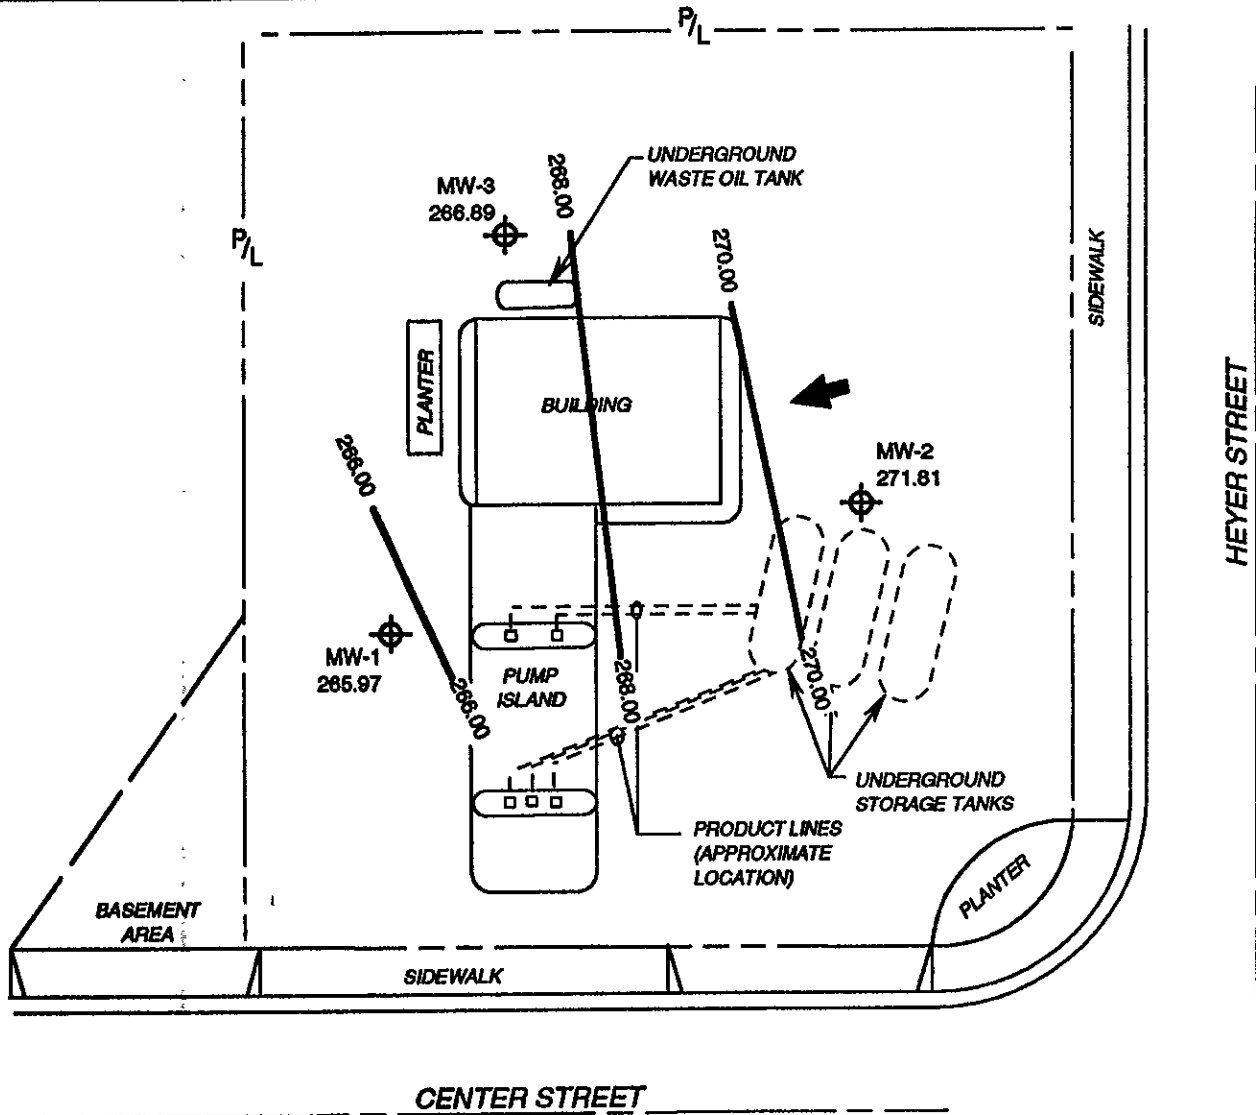 P/L
UNDERGROUND
WASTE OIL TANK
MW-3
266.89
268.00
270.00
P/L
SIDEWALK
PLANTER
BUILDING
HEYER STREET
266.00
MW-2
271.81
MW-1
265.97
PUMP
ISLAND
266.00
268.00
270.00
UNDERGROUND
STORAGE TANKS
PRODUCT LINES
(APPROXIMATE
LOCATION)
PLANTER
BASEMENT
AREA
SIDEWALK
CENTER STREET